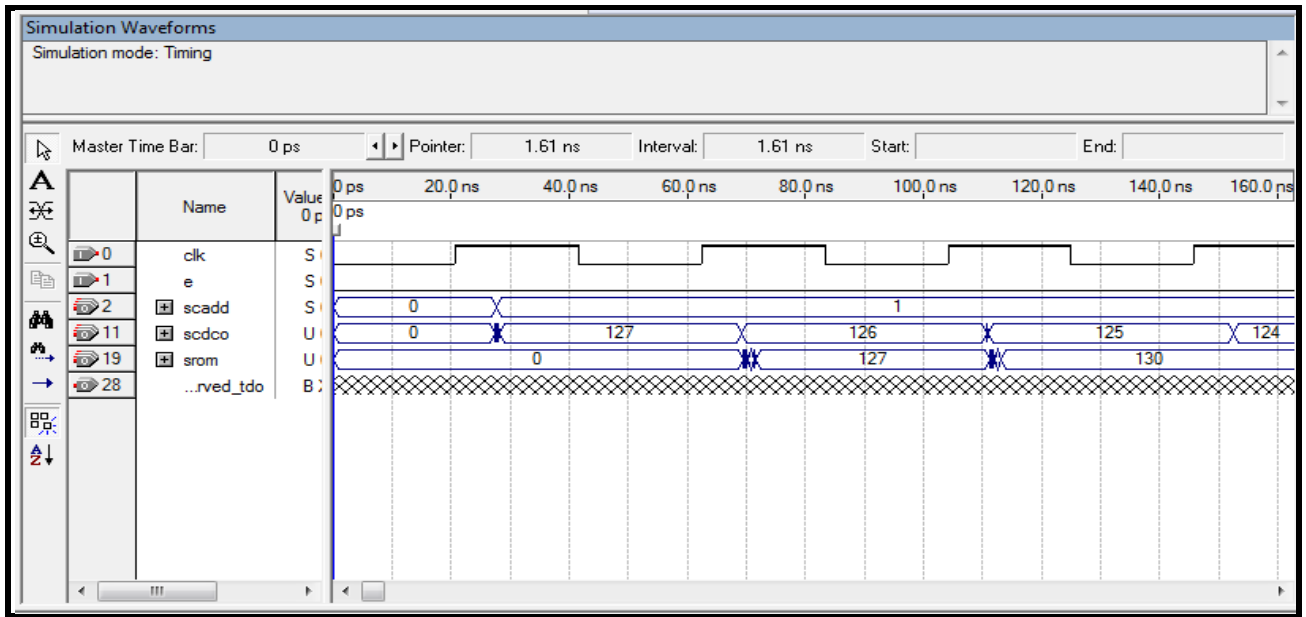 Simulation Waveforms
Simulation mode: Timing
Master Time Bar: 0 ps Pointer: 1.61 ns Interval: 1.61 ns Start: End:
Name Value 0 ps 20.0 ns 40.0 ns 60.0 ns 80.0 ns 100.0 ns 120.0 ns 140.0 ns 160.0 ns
0 p 0 ps
0 clk S
1 e S
2 scadd S 0 1
11 scdco U 0 127 126 125 124
19 srom U 0 127 130
28 ...rved_tdo B